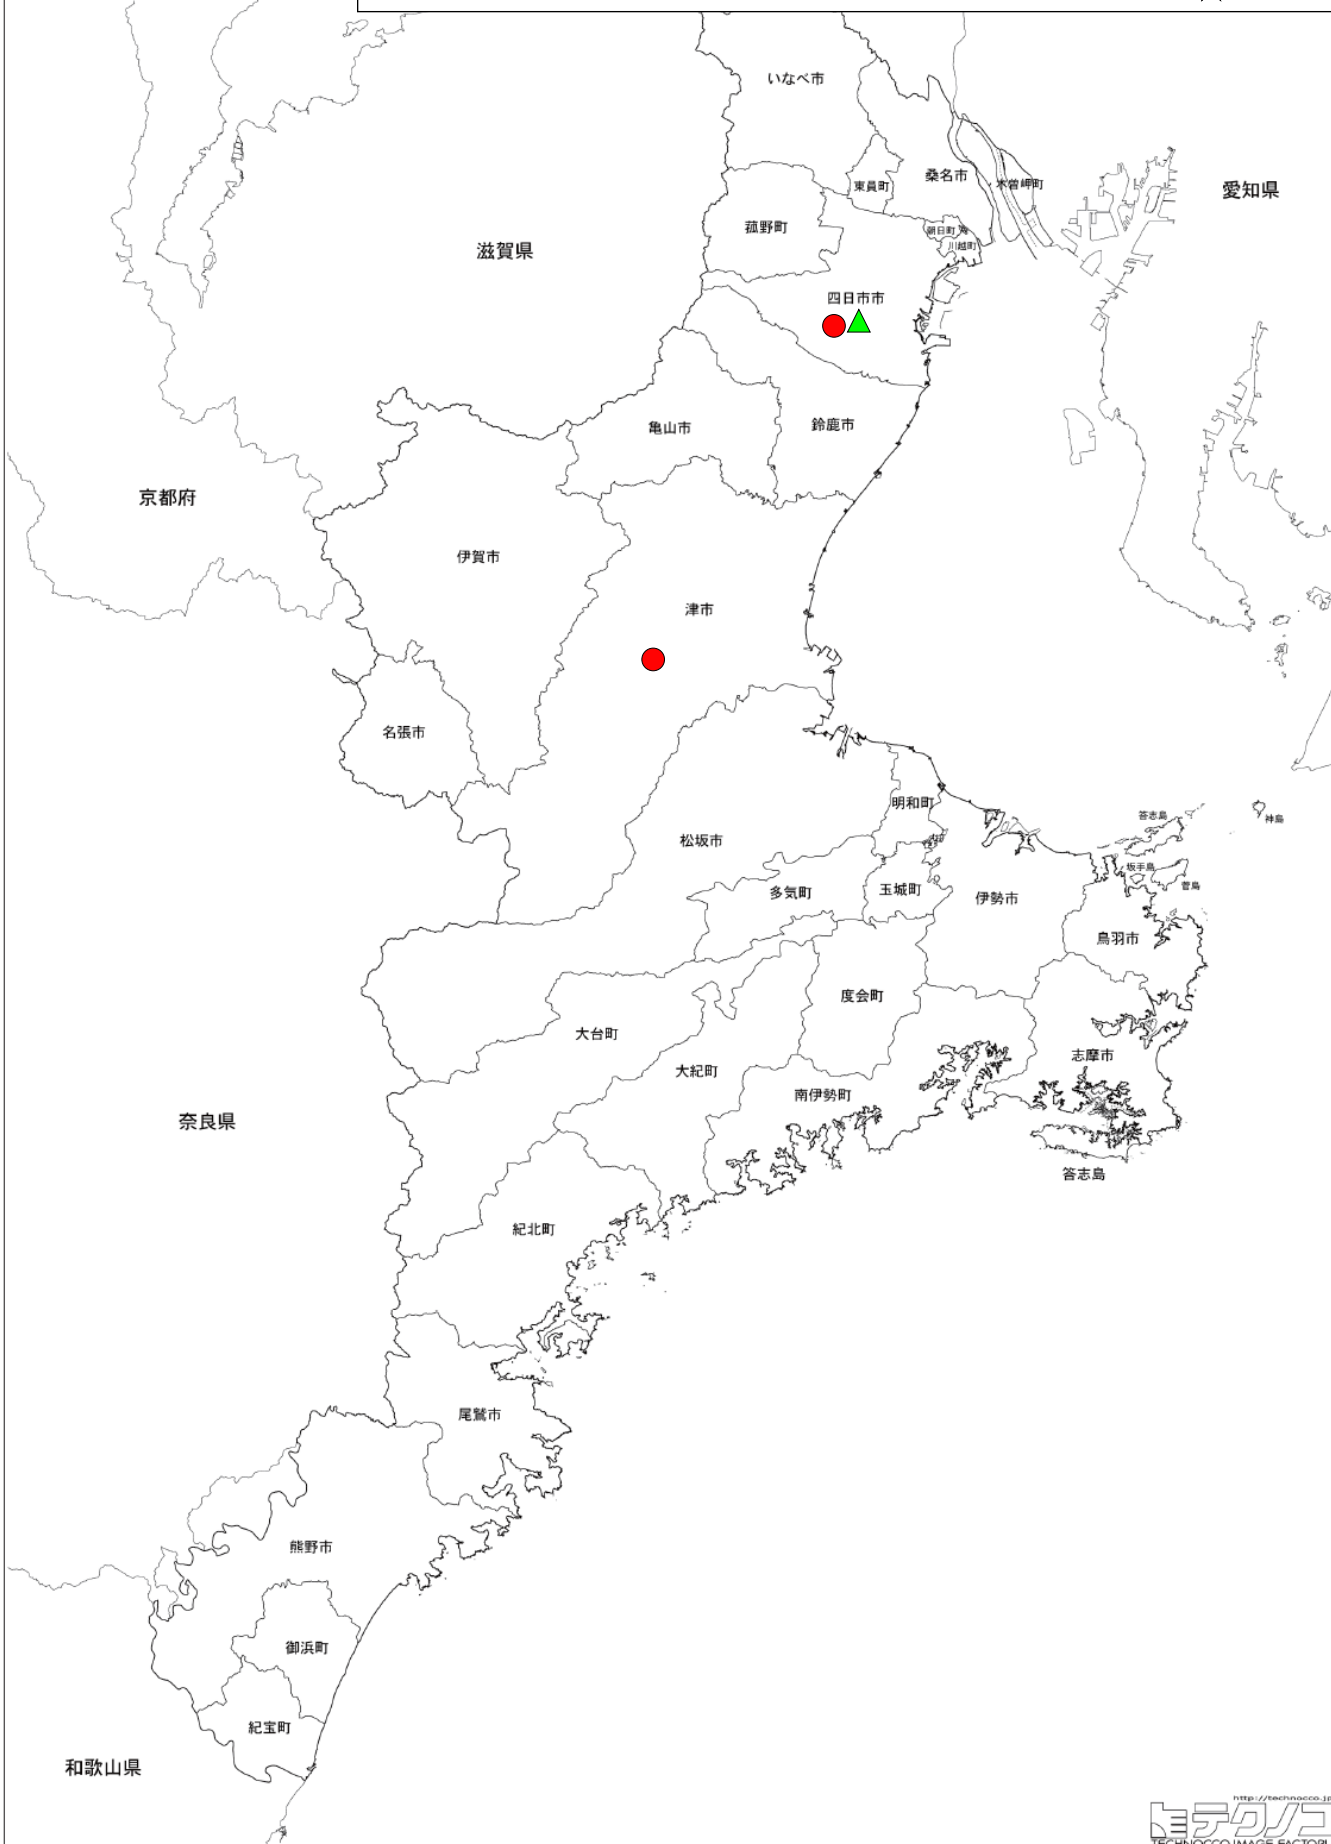 いなべ市
東員町
桑名市
木曽岬町
愛知県
菰野町
朝日町
川越町
滋賀県
四日市市
亀山市
鈴鹿市
京都府
伊賀市
津市
名張市
明和町
答志島
神島
松坂市
坂手島
菅島
多気町
玉城町
伊勢市
鳥羽市
度会町
大台町
志摩市
大紀町
南伊勢町
奈良県
答志島
紀北町
尾鷲市
熊野市
御浜町
紀宝町
和歌山県
http://technocco.jp
テクノコ
TECHNOCCO IMAGE FACTORY